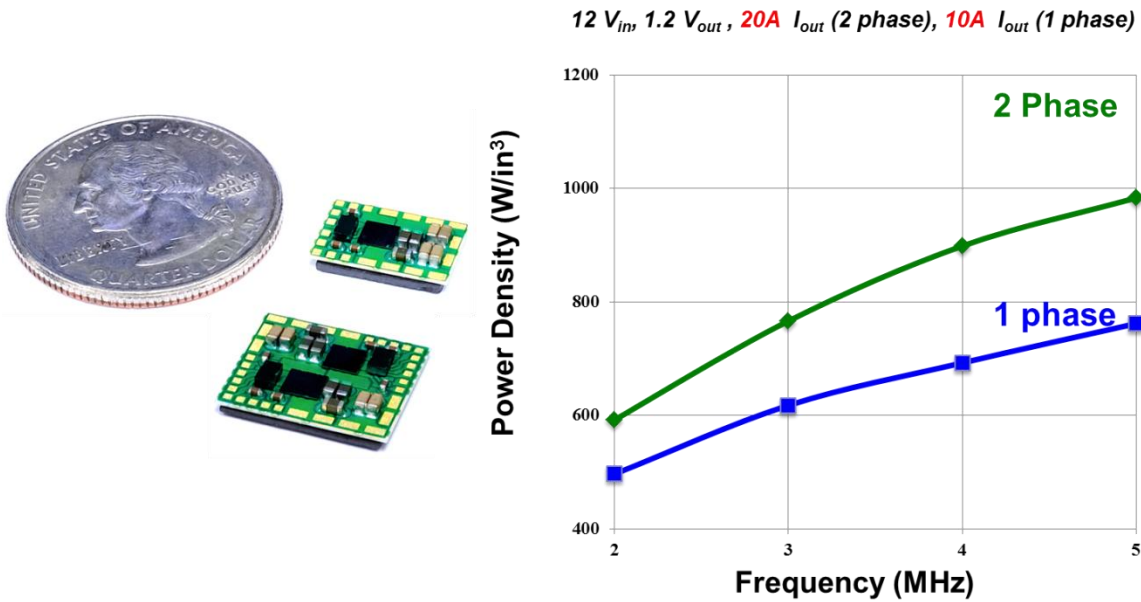 12 Vin, 1.2 Vout , 20A Iout (2 phase), 10A Iout (1 phase)
UNITED STATES OF AMERICA
LIBERTY
QUARTER DOLLAR
Power Density (W/in³)
1200
1000
800
600
400
2 Phase
1 phase
2 3 4 5
Frequency (MHz)